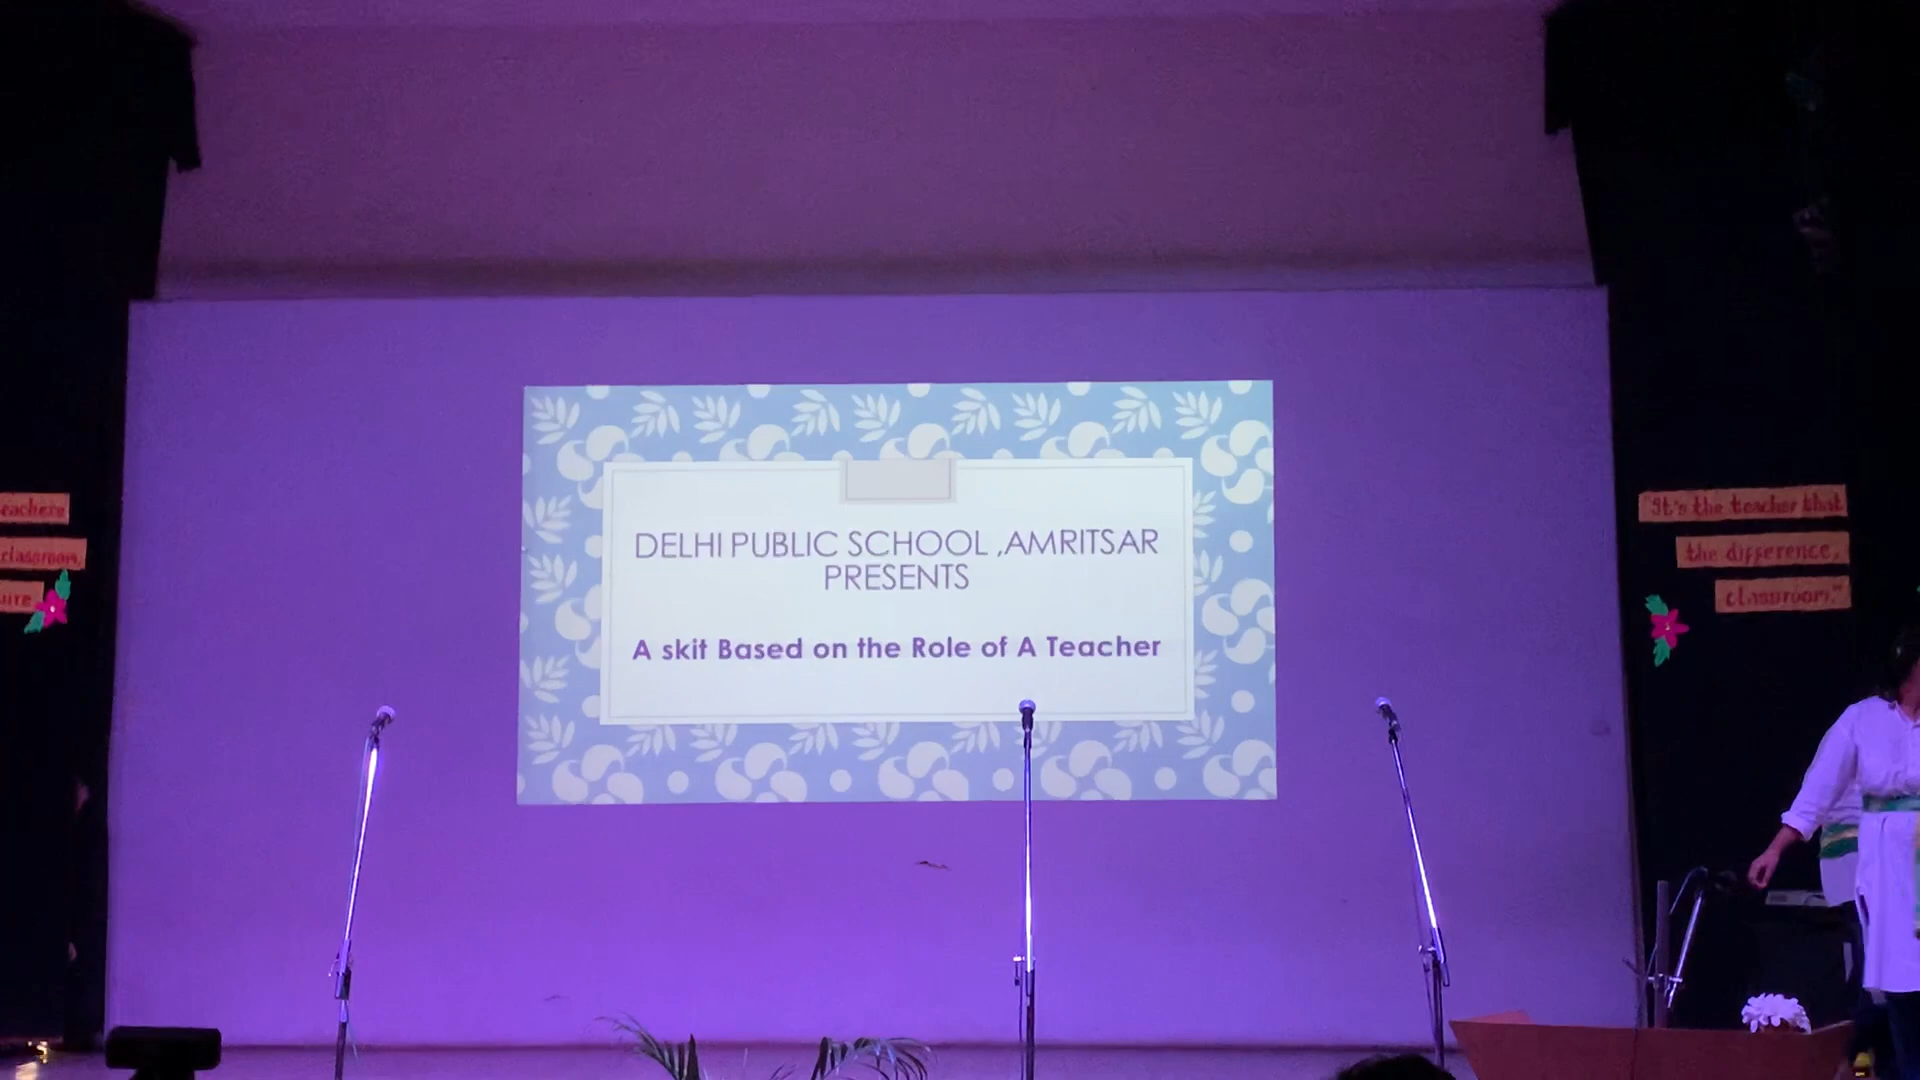 DELHI PUBLIC SCHOOL ,AMRITSAR
PRESENTS
A skit Based on the Role of A Teacher
eachers
classroom,
ure
"It's the teacher that
the difference,
classroom."